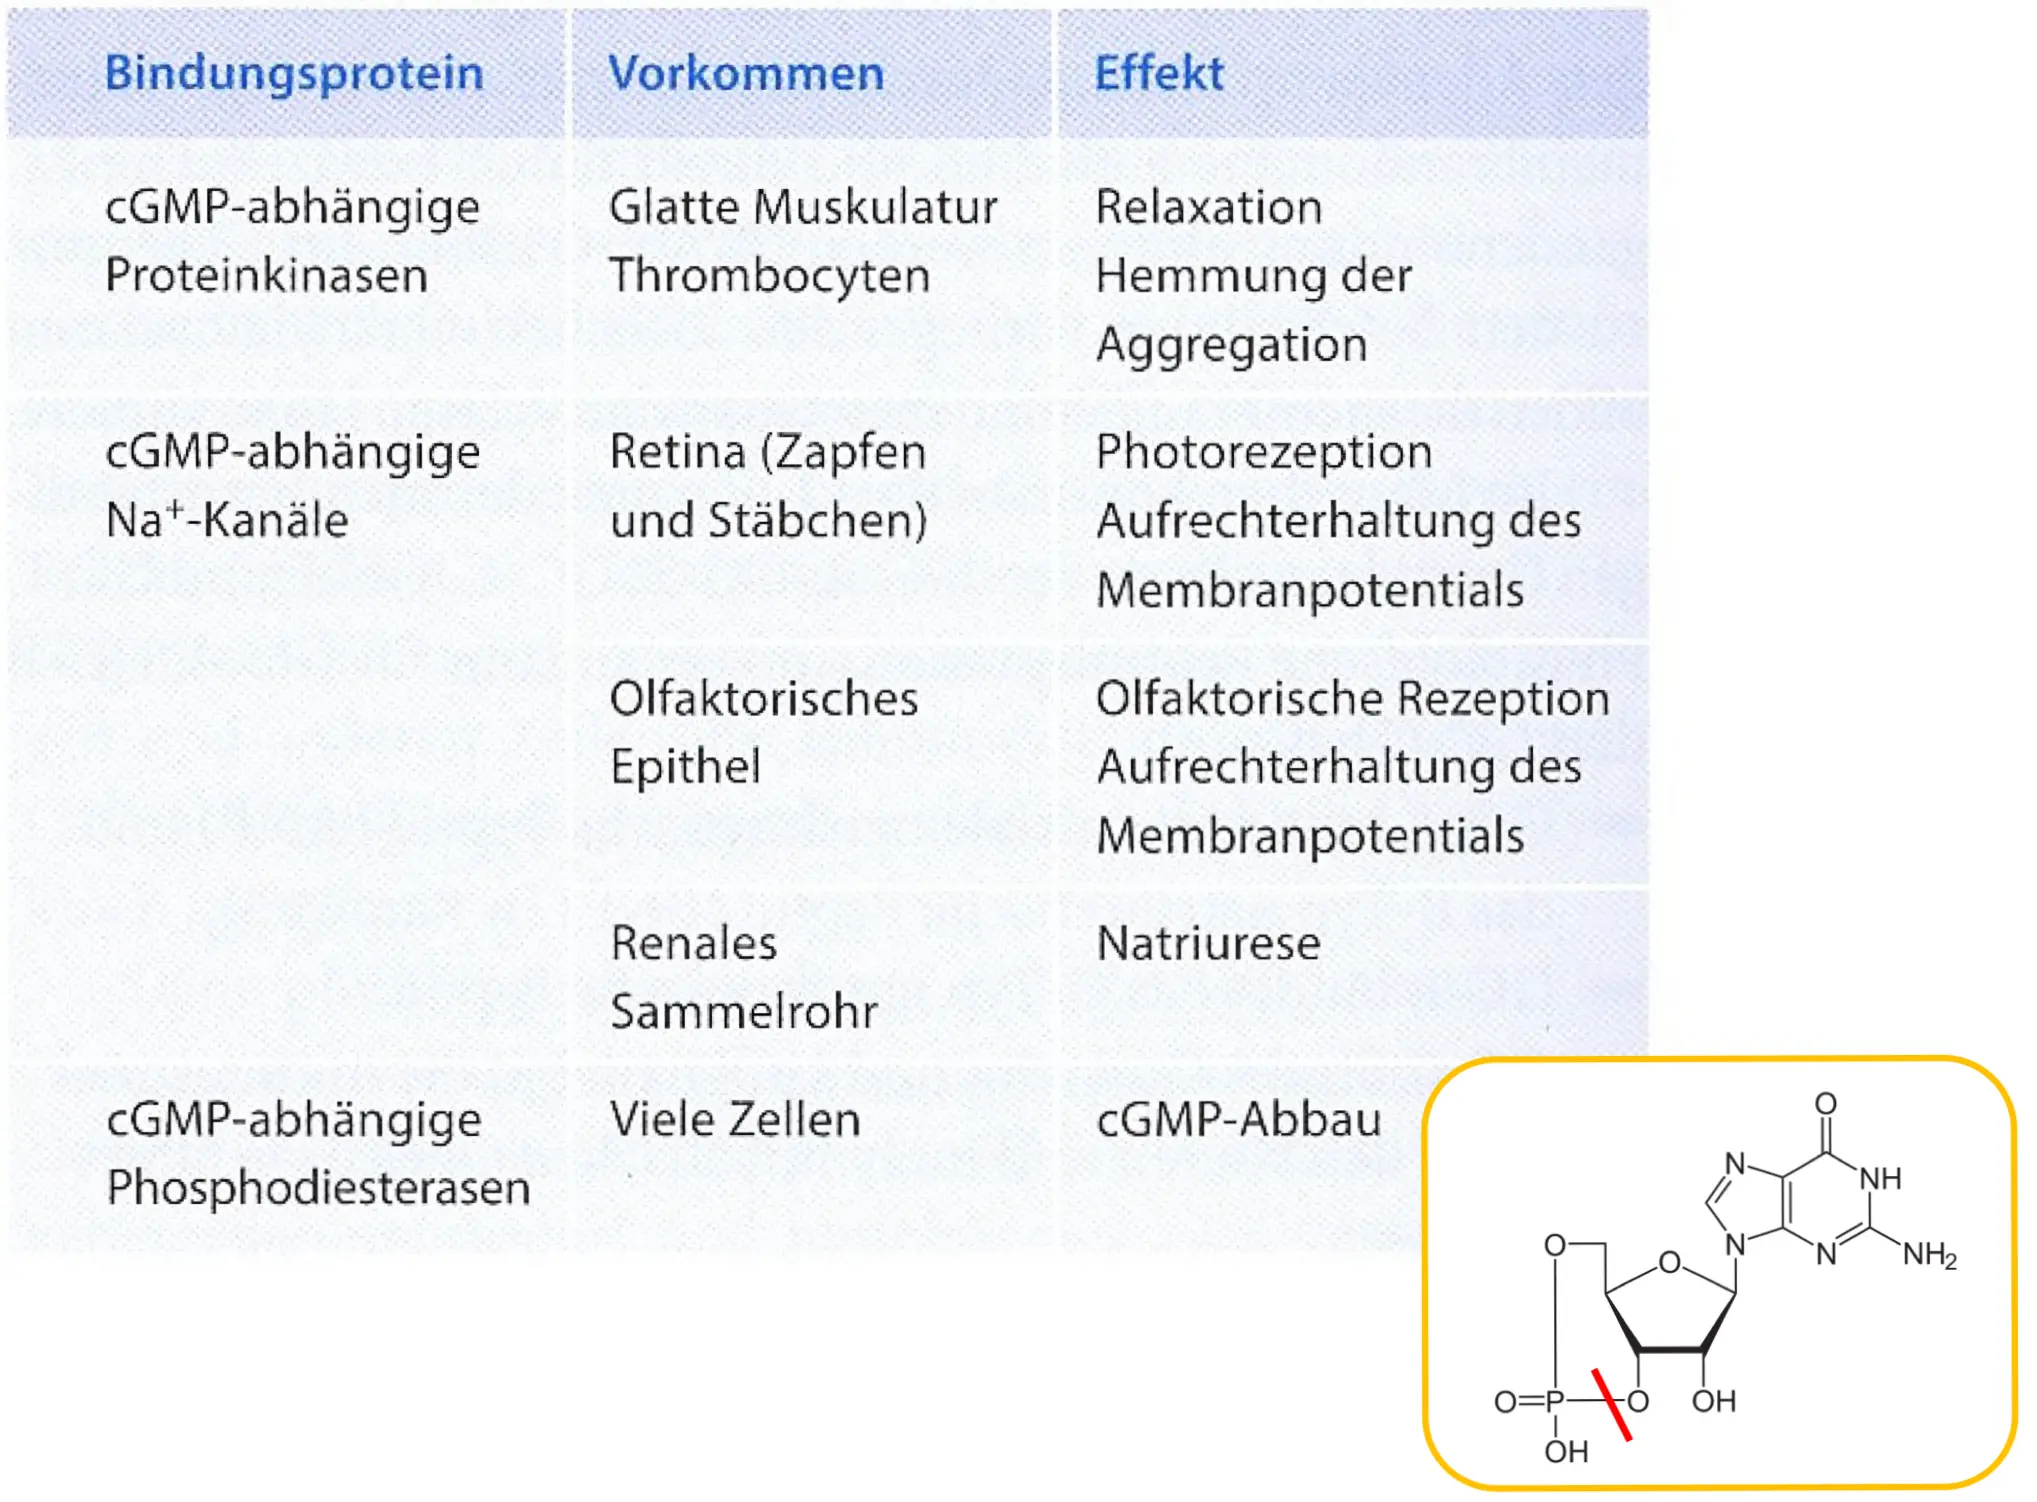 Bindungsprotein Vorkommen Effekt
cGMP-abhängige Glatte Muskulatur Relaxation
Proteinkinasen Thrombocyten Hemmung der
Aggregation
cGMP-abhängige Retina (Zapfen Photorezeption
Na⁺-Kanäle und Stäbchen) Aufrechterhaltung des
Membranpotentials
Olfaktorisches Olfaktorische Rezeption
Epithel Aufrechterhaltung des
Membranpotentials
Renales Natriurese
Sammelrohr
cGMP-abhängige Viele Zellen cGMP-Abbau
Phosphodiesterasen
O
N NH
O O N N NH₂
O=P O OH
OH